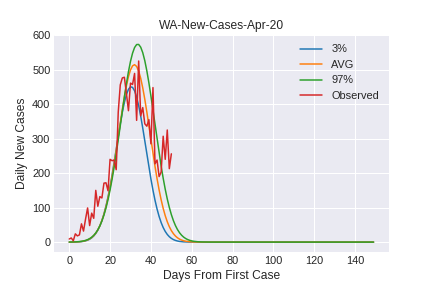 WA-New-Cases-Apr-20
600
500
400
300
200
100
0
Daily New Cases
3%
AVG
97%
Observed
0 20 40 60 80 100 120 140
Days From First Case